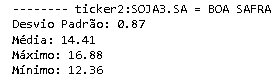 -------- ticker2:SOJA3.SA = BOA SAFRA
Desvio Padrão: 0.87
Média: 14.41
Máximo: 16.88
Mínimo: 12.36